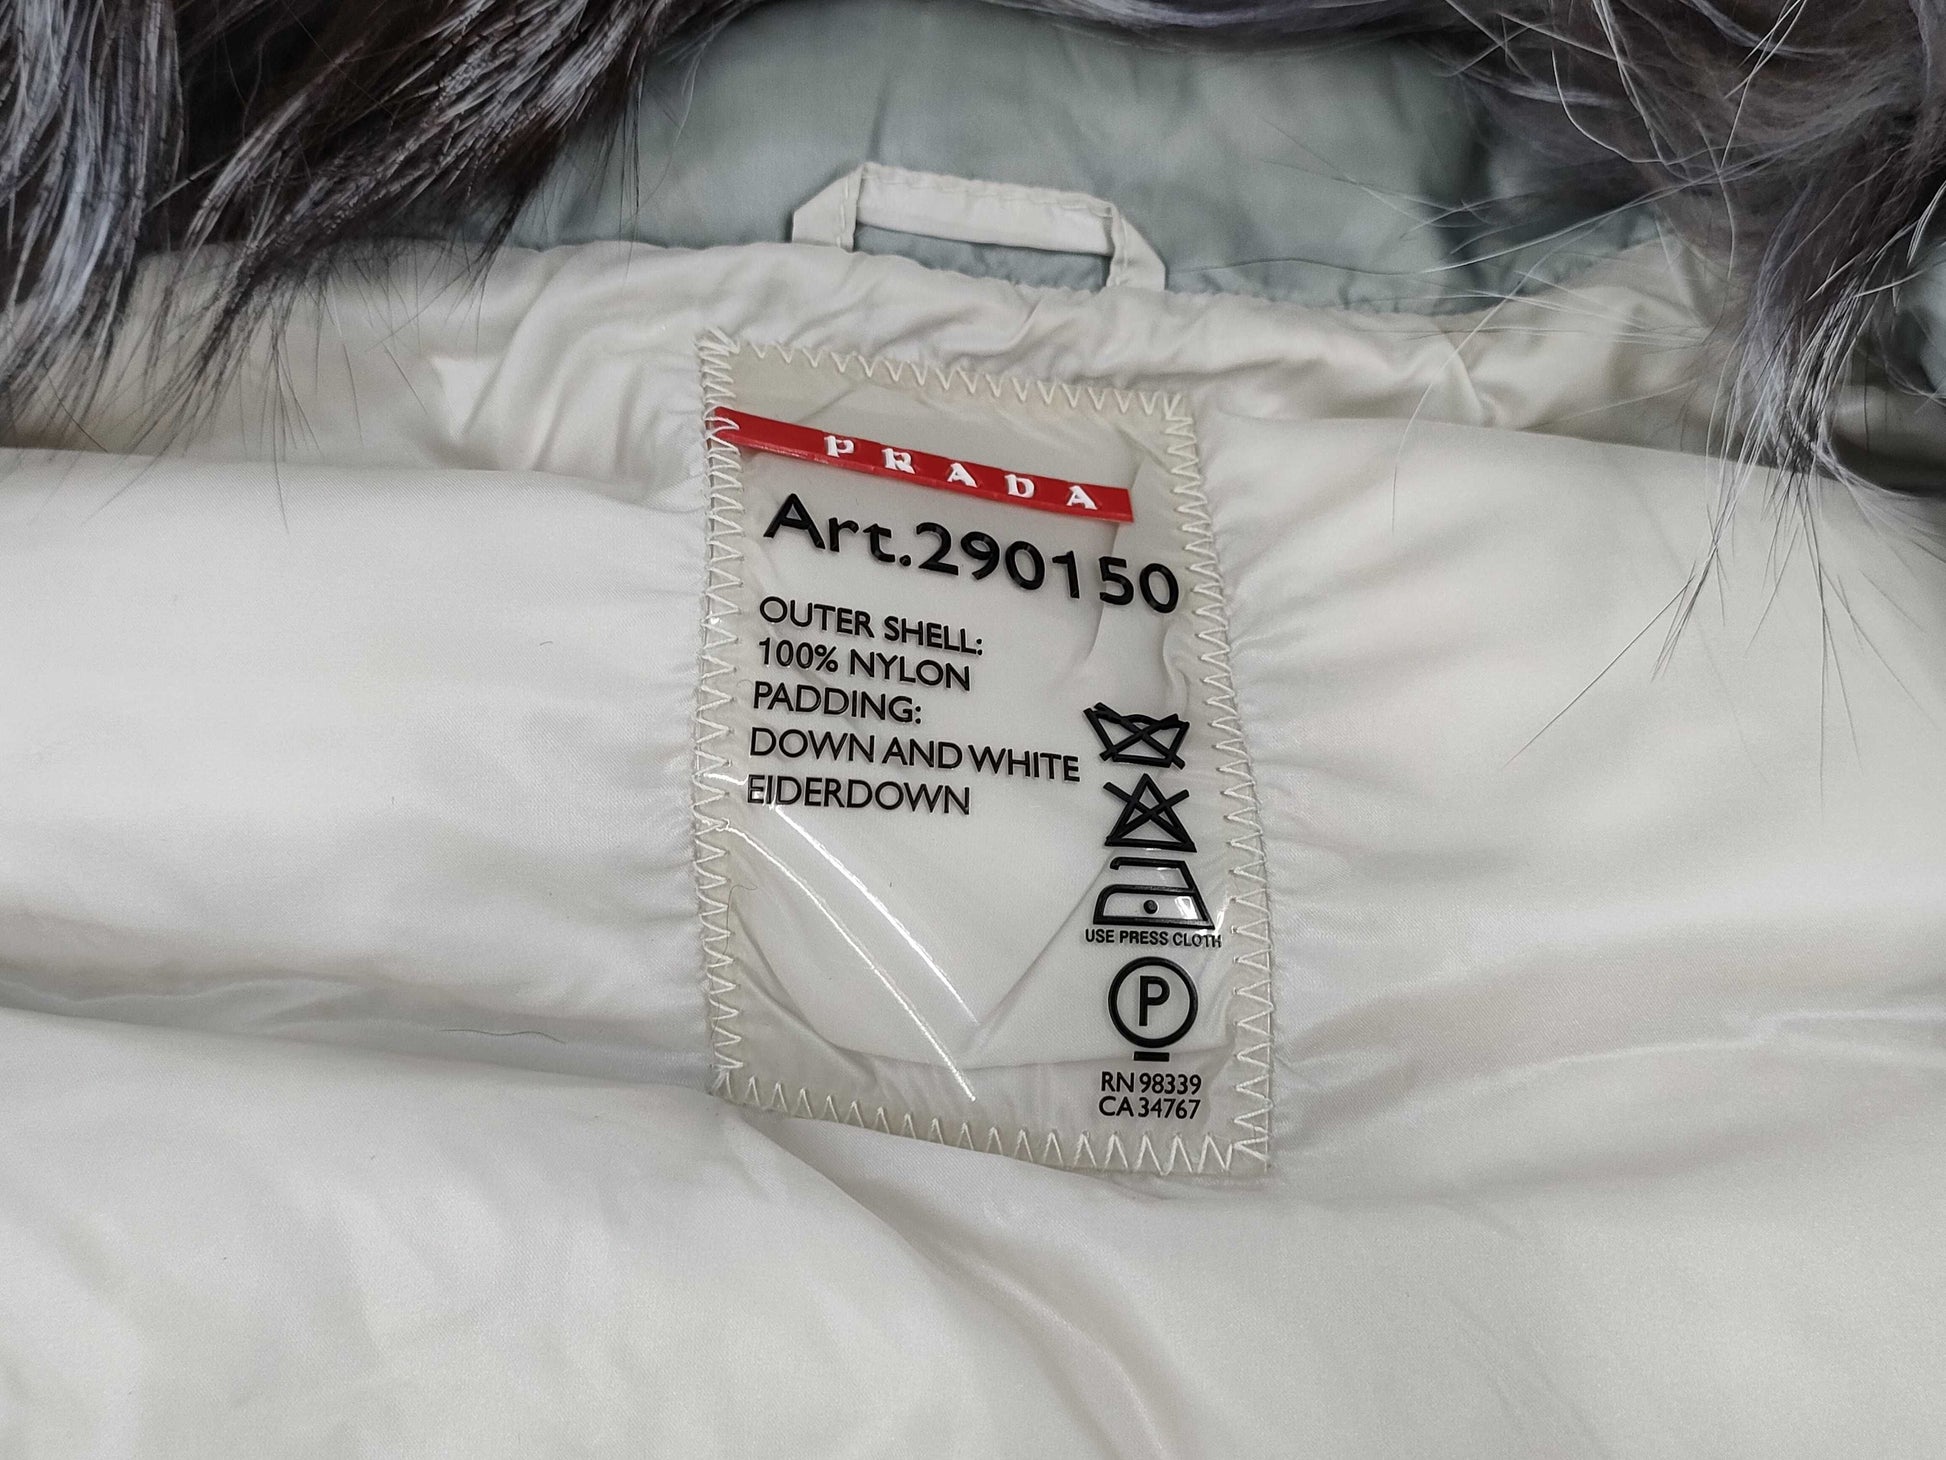 PRADA
Art.290150
OUTER SHELL:
100% NYLON
PADDING:
DOWN AND WHITE
EIDERDOWN
USE PRESS CLOTH
P
RN 98339
CA 34767